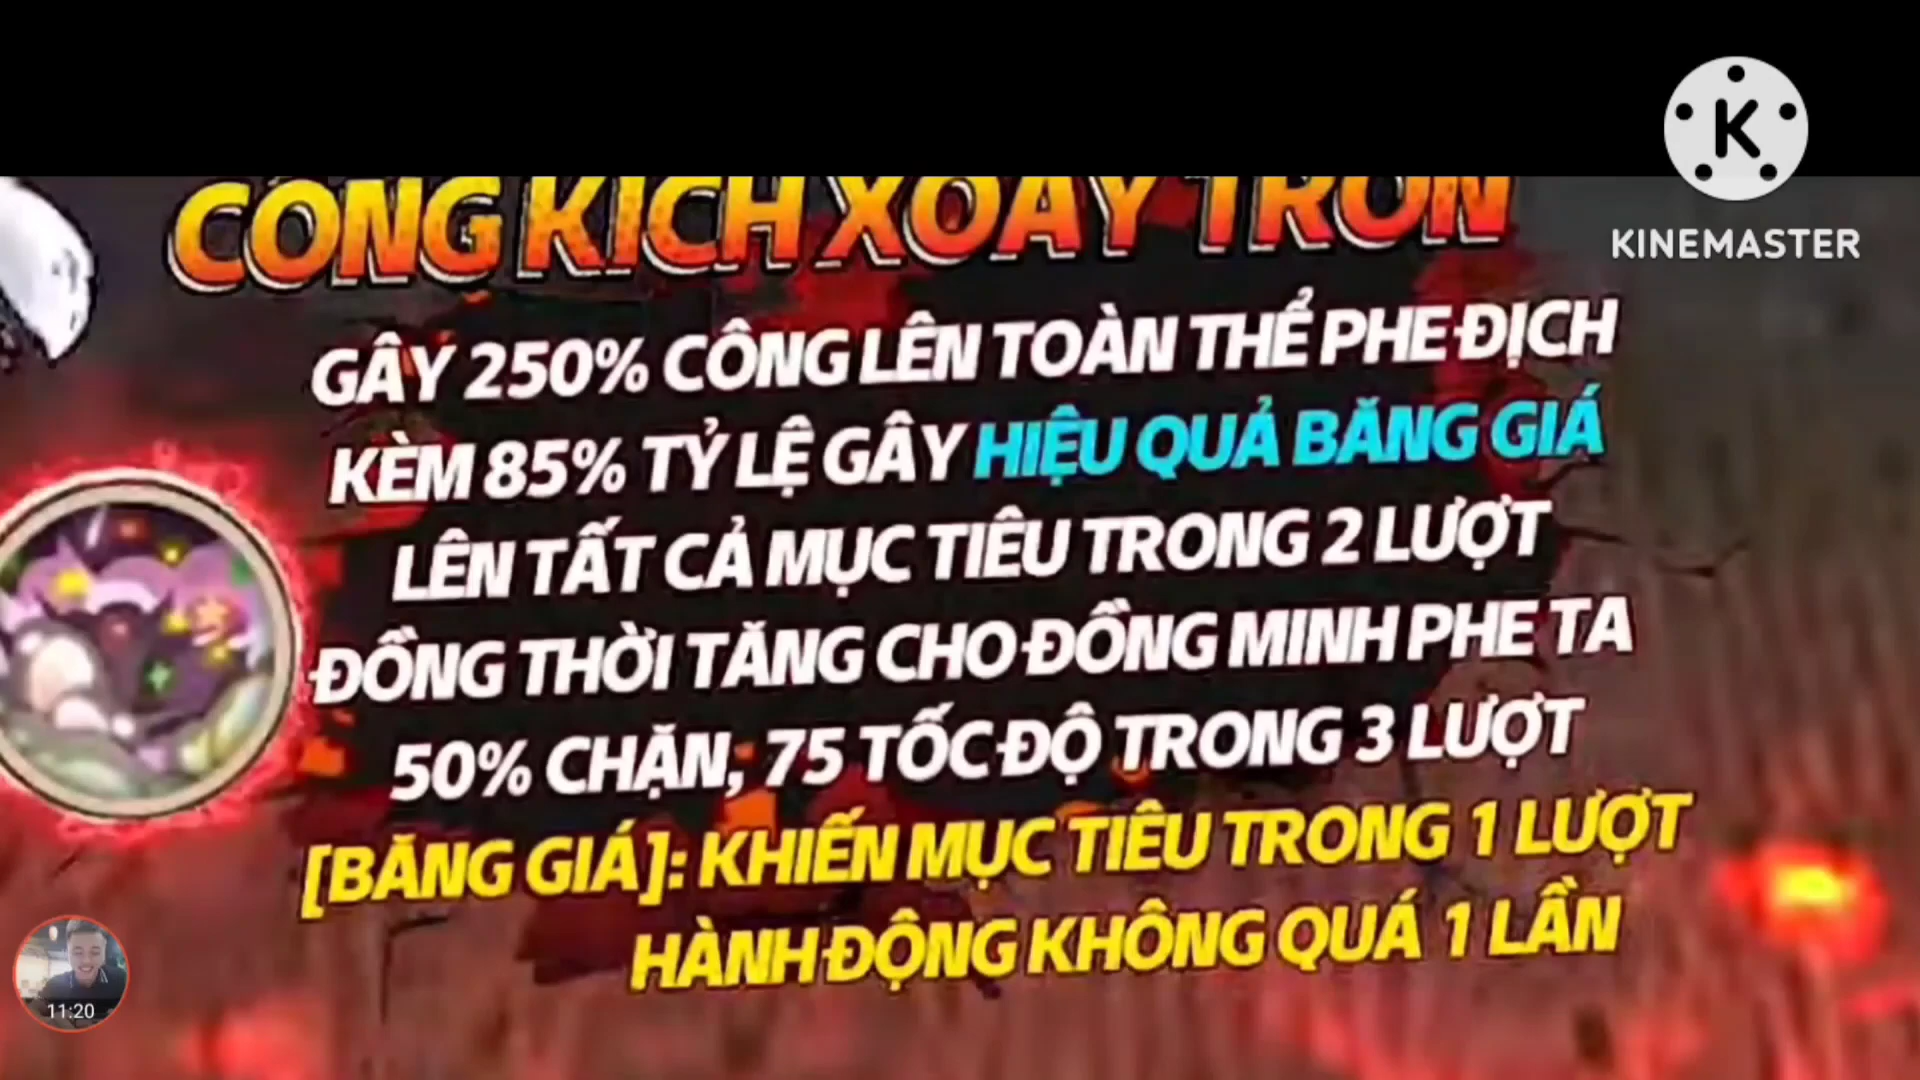 CÔNG KÍCH XOAY TRÒN
KINEMASTER
GÂY 250% CÔNG LÊN TOÀN THỂ PHE ĐỊCH
KÈM 85% TỶ LỆ GÂY HIỆU QUẢ BĂNG GIÁ
LÊN TẤT CẢ MỤC TIÊU TRONG 2 LƯỢT
ĐỒNG THỜI TĂNG CHO ĐỒNG MINH PHE TA
50% CHẶN, 75 TỐC ĐỘ TRONG 3 LƯỢT
[BĂNG GIÁ]: KHIẾN MỤC TIÊU TRONG 1 LƯỢT
HÀNH ĐỘNG KHÔNG QUÁ 1 LẦN
11:20